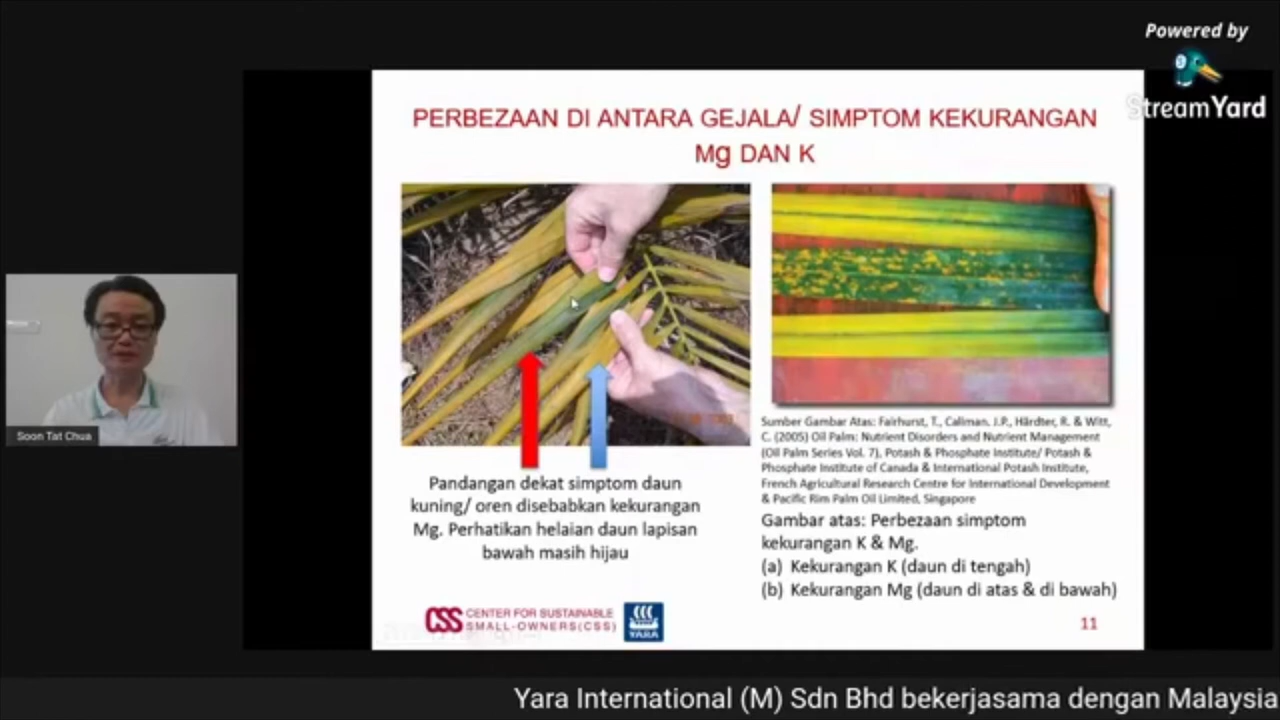 Powered by
StreamYard
PERBEZAAN DI ANTARA GEJALA/ SIMPTOM KEKURANGAN
Mg DAN K
Sumber Gambar Atas: Fairhurst, T., Caliman. J.P., Härdter, R. & Witt,
C. (2005) Oil Palm: Nutrient Disorders and Nutrient Management
(Oil Palm Series Vol. 7), Potash & Phosphate Institute/ Potash &
Phosphate Institute of Canada & International Potash Institute,
French Agricultural Research Centre for International Development
& Pacific Rim Palm Oil Limited, Singapore
Pandangan dekat simptom daun
kuning/ oren disebabkan kekurangan
Mg. Perhatikan helaian daun lapisan
bawah masih hijau
Gambar atas: Perbezaan simptom
kekurangan K & Mg.
(a) Kekurangan K (daun di tengah)
(b) Kekurangan Mg (daun di atas & di bawah)
Soon Tat Chua
CSS CENTER FOR SUSTAINABLE
SMALL-OWNERS(CSS)
YARA
11
Yara International (M) Sdn Bhd bekerjasama dengan Malaysia